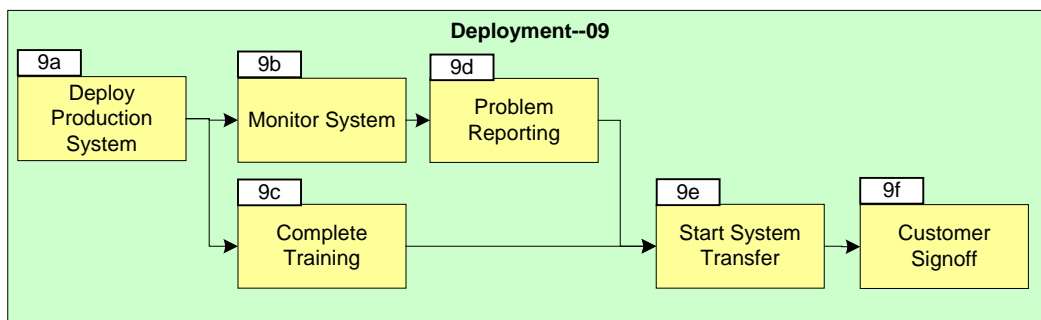 Deployment--09
9a
Deploy
Production
System
9b
Monitor System
9d
Problem
Reporting
9c
Complete
Training
9e
Start System
Transfer
9f
Customer
Signoff